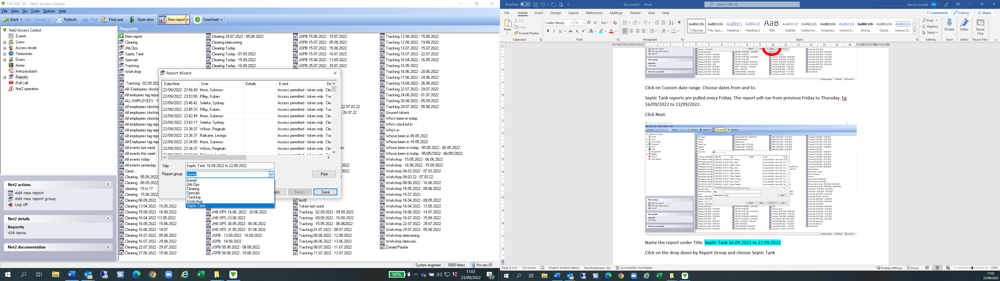 HO-SEC-01 - Net2 Access Control
File View Go Tools Options Help
Back Forward Refresh Print Find user Open door New report Timesheet
Net2 Access Control
Events
Users
Access levels
Timezones
Doors
Areas
Anti-passback
Reports
Roll call
Net2 operators
Net2 actions
Add new report
Add new report group
Log off
Net2 details
Reports
439 items
Net2 documentation
Reports
New report
Clearing
Jhb Ops
Septic Tank
Specials
Tracking
Workshop
Tracking - 02.09.202
All Employees clockin
All emloyees tag repor
ALL EMPLOYEES - 1
All employees clocking
All employees clocking
All employees clocking
All employees tag repo
All employees tag repo
All employees tag repo
All Employees tag repo
All events last week
All events this week
All events today
All events yesterday
Cleari...
Clearing - 05.09.2022
Clearing - 08.09.2022
clearing - 15 to 17
Clearing - 15.08.2022
Clearing 06.09.2022
Clearing 13.04.2022 - 15.05.2022
Clearing 15.08.2022 - 16.08.2022
Clearing 16.04.2022 -13.05.2022
Clearing 16.05.2022 - 15.06.2022
Clearing 16.06.2022 - 18.07
Clearing 16.07.2022 - 05.08.2022
Clearing 16.07.2022 - 29.08.2022
Clearing 22.07.2022 - 29.07.2022
Clearing 27.06.2022 - 15.08.2022
Clearing 29.07.2022 - 05.08.2022
Clearing latecoming
Clearing Today
Clearing Today - 07.09.2022
Clearing Today - 15.09.2022
Clearing Today - 16.09.2022
JHB OPS 16.06..2022 - 20.06.2022
JHB OPS 23.06.2022
JHB OPS 30.05.2022 - 06.06.2022
JHB OPS 31.05.2022 - 01.06.2022
JOPB - 13.09.2022 - 16.09.2022
JOPB - 18.08.2022
JOPB 05.08.2022 - 08.08.2022
JOPB 08.08.2022 - 10.08.2022
JOPB 15.06.2022 - 15.07.2022
JOPB 15.07.2022 - 05.08.2022
JOPB 15.07.2022 - 15.08.2022
JOPB 15.07.2022 - 16.07.2022
JOPB 15.08.2022 - 13.09.2022
JOPB 25.07.2022 - 29.07.2022
22 07.03.22
- 26.07.22
test8
Token last used
Tracking - 02.09.2022 - 09.09.2022
Tracking - 09.09.2022 - 16.09.2022
Tracking - 15.05.2022 - 06.062022
Tracking 01.07.2022 - 08.07.2022
Tracking 05.08.2022 - 12.08.2022
Tracking 06.06.2022 - 13.06.2022
Tracking 08.07.2022 - 11.07.2022
Tracking 11.07.2022 - 13.07.2022
Tracking 12.08.2022 - 15.08.2022
Tracking 12.08.2022 - 19.08.2022
Tracking 13.07.2022 - 15.07.2022
Tracking 15.07.2022 - 22.07.2022
Tracking 16.04.2022 - 16.05.2022
Tracking 16.05.2022
Tracking 16.06.2022 - 20.06.2022
Tracking 17.06.2022 - 24.06.2022
Tracking 19.08.2022 - 26.08.2022
Tracking 22.07.2022 - 29.07.2022
Tracking 24.06.2022 - 01.07.2022
Tracking 26.08.2022 - 05.09.2022
Tracking 29.07.2022 - 05.08.2022
Unused tokens
Who's been in today
Who's clocked in
Who's in
Whose been in 05.05.2022
Whose been in 10.05.2022
Whose been in today - 05.05.2022 - 06.05.2022
Whose been in today - 05/05/2022 - 06/05/2022
Workshop - 15.05.2022 - 06.06.2022
Workshop - 16.08.2022 - 15.09.2022
Workshop 04.03.2022 - 07.03.2022
Workshop 04.03.22 - 07.03.22
Workshop 08.06.2022 - 16.06.2022
Workshop 15.05.2022 - 08.06.2022
Workshop 15.07.2022
Workshop 16.04.2022 - 09.05.2022
Workshop 16.04.2022 - 13.05.2022
Workshop 16.06.2022 - 14.07.2022
Workshop 16.07.2022 - 15.08.2022
Workshop 22.07.2022 - 29.07.2022
Workshop 29.07.2022 - 05.08.2022
Workshop latecoming
Workshop latecomi...
Zunaid Paulse
Report Wizard
Date/time User Details Event De
22/09/2022 23:56:49 More, Solomon Access permitted - token only Clea
22/09/2022 23:53:50 Pillay, Kuben Access permitted - token only Tra
22/09/2022 23:46:42 Seleke, Sydney Access permitted - token only Clea
22/09/2022 23:45:33 Pillay, Kuben Access permitted - token only Tra
22/09/2022 23:42:45 More, Solomon Access permitted - token only Clea
22/09/2022 23:42:17 Seleke, Sydney Access permitted - token only Clea
22/09/2022 23:38:37 Wilson, Reginah Access permitted - token only Clea
22/09/2022 23:36:37 Raikane, Lesego Access permitted - token only Tra
22/09/2022 23:34:55 More, Solomon Access permitted - token only Clea
22/09/2022 23:34:37 Wilson, Reginah Access permitted - token only Clea
Title Septic Tank 16.09.2022 to 22.09.2022
Report group (none)
Print
(none)
Jhb Ops
Clearing
Specials
Tracking
Workshop
Septic Tank
ack Next > Save
System engineer 5000 Items Ho-sec-01
98% 11:02
23/09/2022 23
AutoSave Off Document1 - Word Search (Alt+Q) Mandy Kendall MK
File Home Insert Design Layout References Mailings Review View Help Comments Editing Share
Paste Cut Copy Format Painter
Calibri (Body) 11
AaBbCcDc AaBbCcDc AaBbCc AaBbCcC AaB AaBbCcD AaBbCcDt AaBbCcDt AaBbCcDt AaBbCcDc AaBbCcDt AaBbCcDt
¶ Normal ¶ No Spac... Heading 1 Heading 2 Title Subtitle Subtle Em... Emphasis Intense E... Strong Quote Intense Q...
Find Replace Select Dictate Editor Reuse Files
Clipboard Font Paragraph Styles Editing Voice Editor Reuse Files
Click on Custom date range. Choose dates from and to.
Septic Tank reports are pulled every Friday. The report will run from previous Friday to Thursday. Eg
16/09/2022 to 22/09/2022.
Click Next.
Name the report under Title: Septic Tank 16.09.2022 to 22.09.2022
Click on the drop down by Report Group and choose Septic Tank
Page 6 of 6 122 words English (United States) Text Predictions: On Accessibility: Investigate Display Settings Focus 130%
11:02
23/09/2022